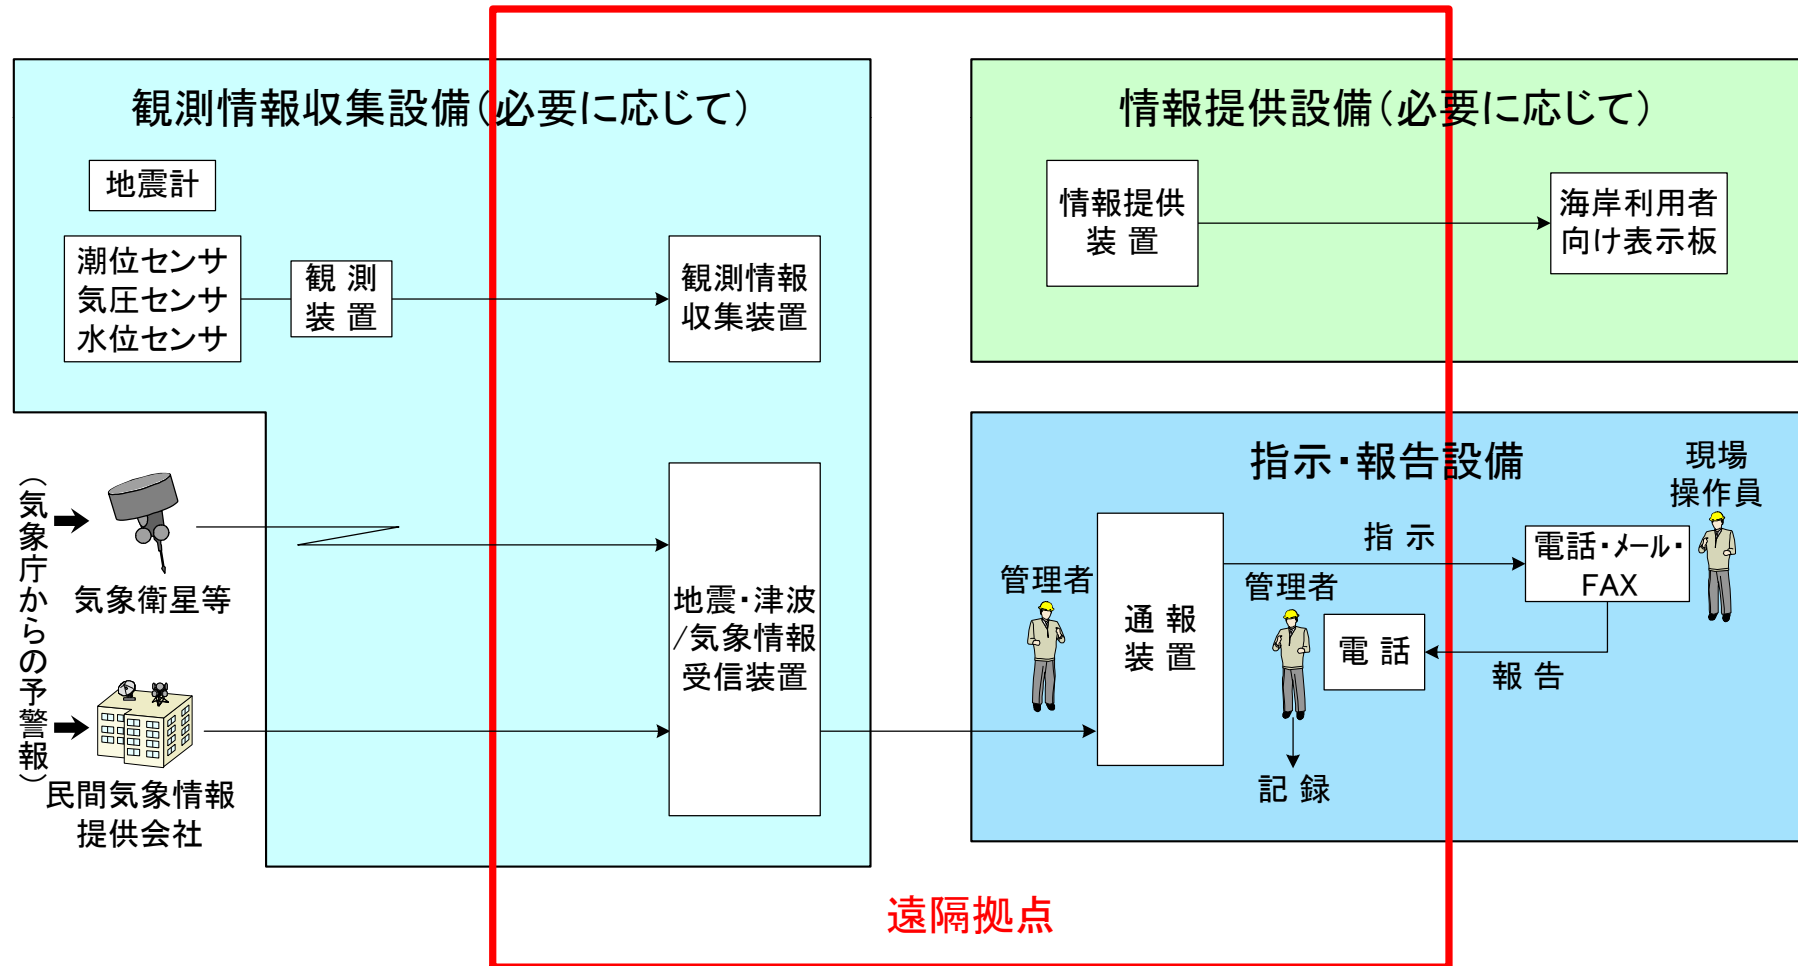 観測情報収集設備(必要に応じて)
地震計
潮位センサ
気圧センサ
水位センサ
観 測
装 置
観測情報
収集装置
(気象庁からの予警報)
気象衛星等
民間気象情報
提供会社
地震・津波
/気象情報
受信装置
情報提供設備(必要に応じて)
情報提供
装 置
海岸利用者
向け表示板
指示・報告設備
現場
操作員
管理者
通 報
装 置
指 示
電話・メール・
FAX
管理者
電 話
報 告
記 録
遠隔拠点